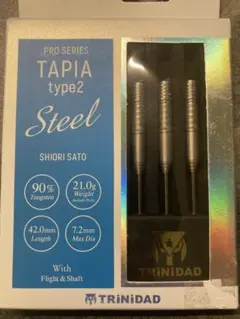 PRO SERIES
TAPIA
type2
Steel
SHIORI SATO
90%
Tungsten
21.0g
Weight
42.0mm
Length
7.2mm
Max Dia
With
Flight & Shaft
TRiNiDAD
TRiNiDAD